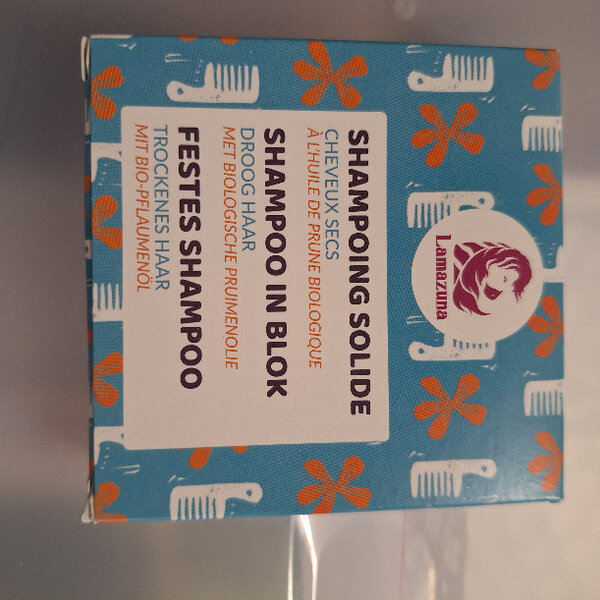 Lamazuna
SHAMPOING SOLIDE
CHEVEUX SECS
À L'HUILE DE PRUNE BIOLOGIQUE
SHAMPOO IN BLOK
DROOG HAAR
MET BIOLOGISCHE PRUIMENOLIE
FESTES SHAMPOO
TROCKENES HAAR
MIT BIO-PFLAUMENÖL